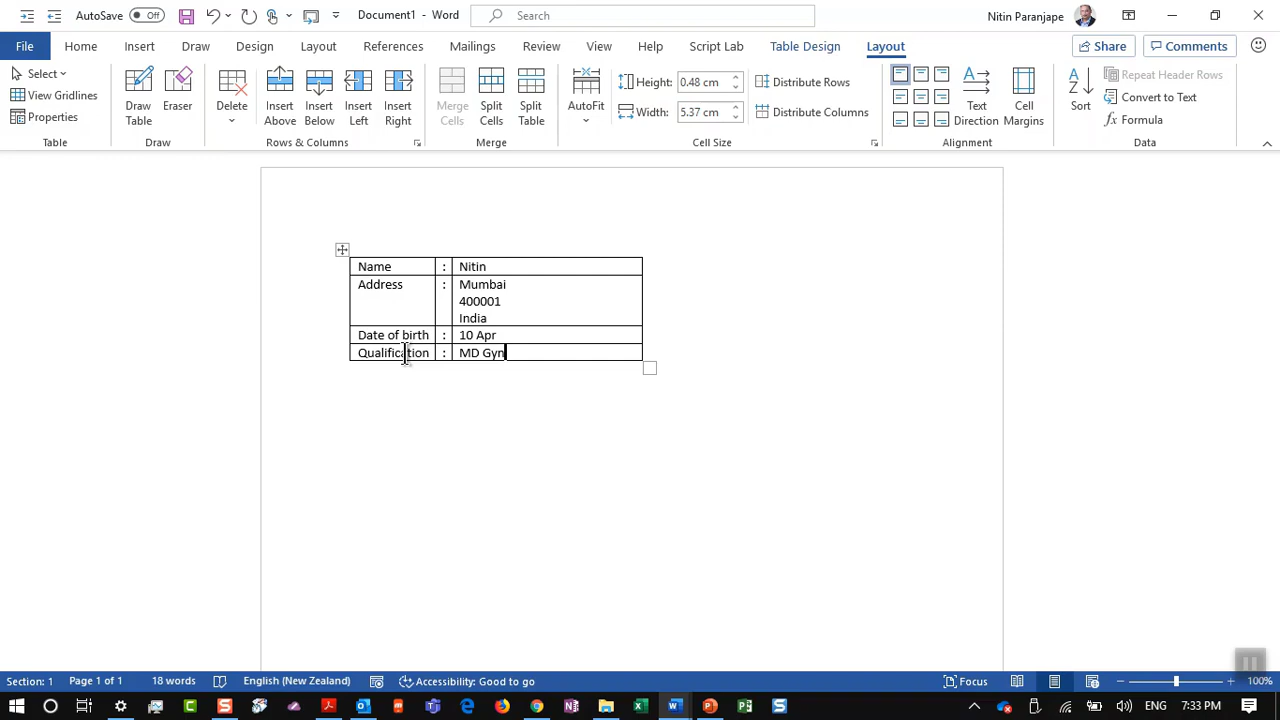 AutoSave Off Document1 - Word Search Nitin Paranjape
File Home Insert Draw Design Layout References Mailings Review View Help Script Lab Table Design Layout Share Comments
Select
View Gridlines
Properties
Table
Draw Table
Eraser
Draw
Delete
Insert Above
Insert Below
Insert Left
Insert Right
Rows & Columns
Merge Cells
Split Cells
Split Table
Merge
AutoFit
Height: 0.48 cm
Width: 5.37 cm
Distribute Rows
Distribute Columns
Cell Size
Text Direction
Cell Margins
Alignment
Sort
Repeat Header Rows
Convert to Text
Formula
Data
Name : Nitin
Address : Mumbai
400001
India
Date of birth : 10 Apr
Qualification : MD Gyn
Section: 1 Page 1 of 1 18 words English (New Zealand) Accessibility: Good to go Focus 100%
ENG 7:33 PM